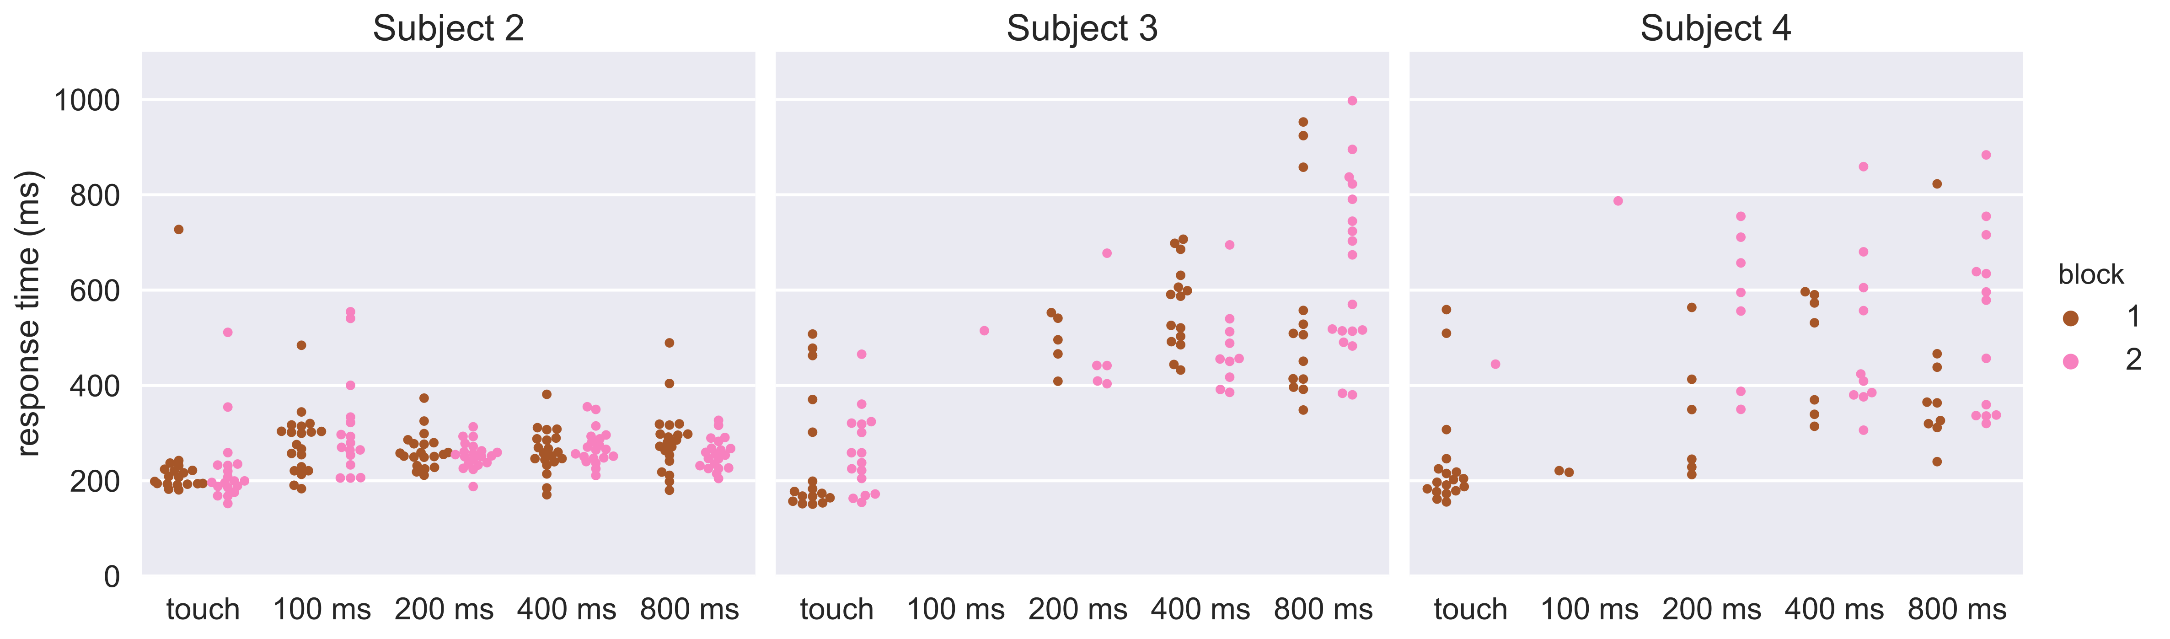 Subject 2
Subject 3
Subject 4
response time (ms)
1000
800
600
400
200
0
touch 100 ms 200 ms 400 ms 800 ms
touch 100 ms 200 ms 400 ms 800 ms
touch 100 ms 200 ms 400 ms 800 ms
block
1
2